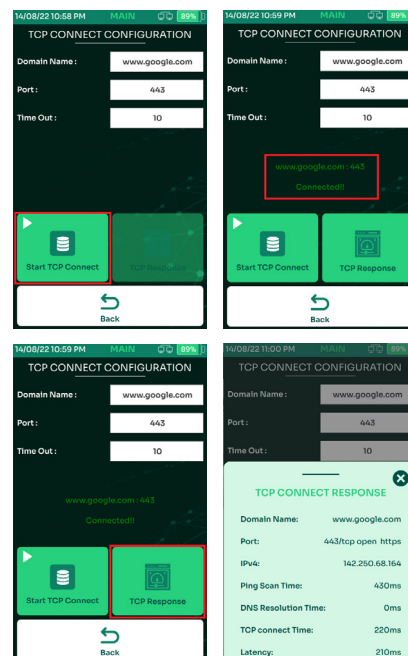 14/08/22 10:58 PM MAIN 89%
TCP CONNECT CONFIGURATION
Domain Name : www.google.com
Port : 443
Time Out : 10
Start TCP Connect TCP Response
Back
14/08/22 10:59 PM MAIN 89%
TCP CONNECT CONFIGURATION
Domain Name : www.google.com
Port : 443
Time Out : 10
www.google.com : 443
Connected!!
Start TCP Connect TCP Response
Back
14/08/22 10:59 PM MAIN 89%
TCP CONNECT CONFIGURATION
Domain Name : www.google.com
Port : 443
Time Out : 10
www.google.com : 443
Connected!!
Start TCP Connect TCP Response
Back
14/08/22 11:00 PM MAIN 89%
TCP CONNECT CONFIGURATION
Domain Name : www.google.com
Port : 443
Time Out : 10
TCP CONNECT RESPONSE
Domain Name: www.google.com
Port: 443/tcp open https
IPv4: 142.250.68.164
Ping Scan Time: 430ms
DNS Resolution Time: 0ms
TCP connect Time: 220ms
Latency: 210ms